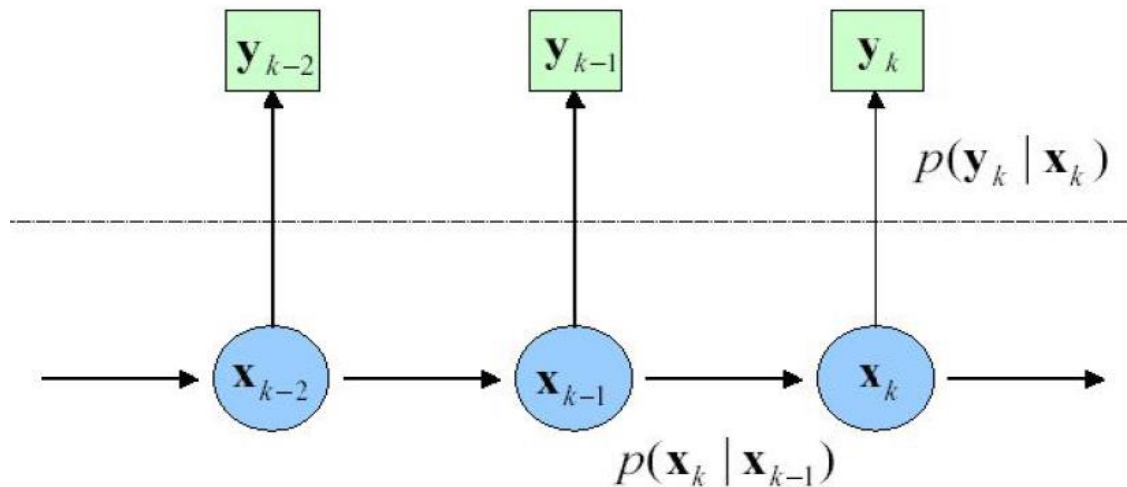 y_{k-2} y_{k-1} y_k
p(y_k | x_k)
x_{k-2} x_{k-1} x_k
p(x_k | x_{k-1})